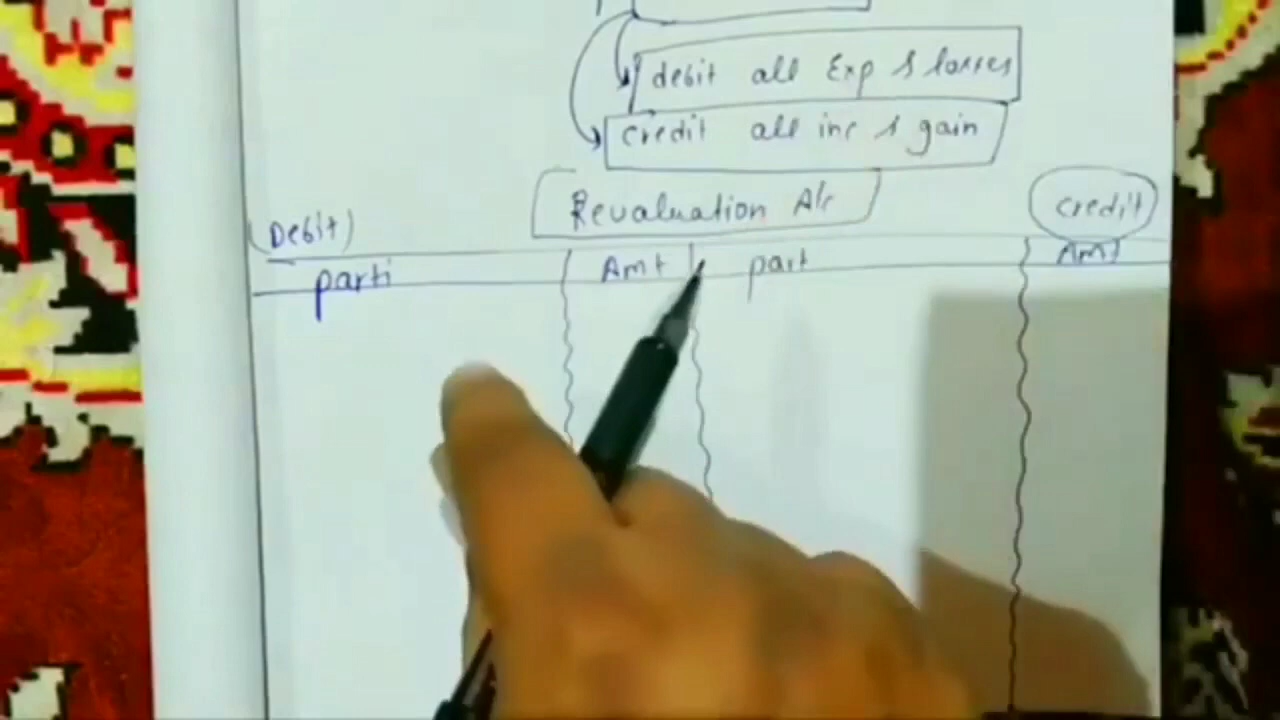 debit all Exp & losses
credit all inc & gain
Revaluation A/c
Debit) credit
parti Amt part Amt